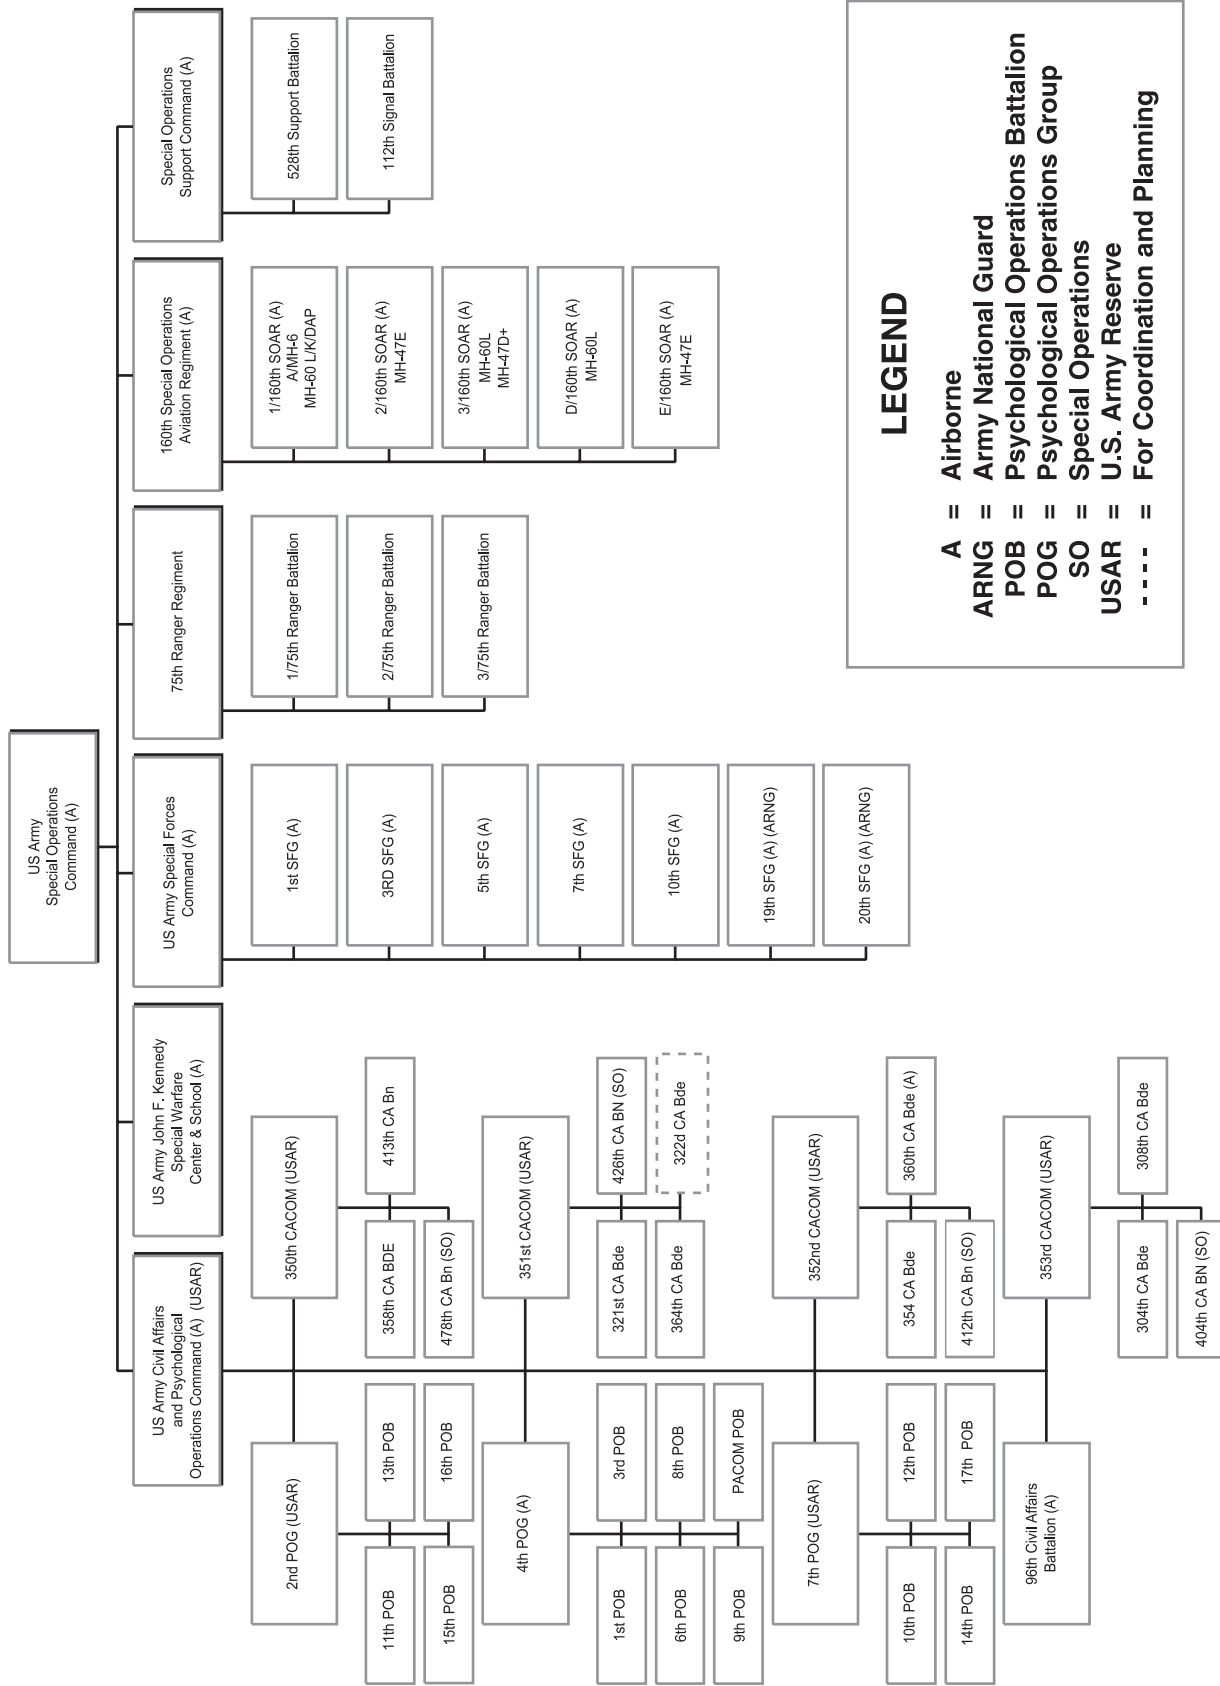 US Army
Special Operations
Command (A)
US Army Civil Affairs
and Psychological
Operations Command (A) (USAR)
US Army John F. Kennedy
Special Warfare
Center & School (A)
US Army Special Forces
Command (A)
75th Ranger Regiment
160th Special Operations
Aviation Regiment (A)
Special Operations
Support Command (A)
2nd POG (USAR)
11th POB
13th POB
15th POB
16th POB
4th POG (A)
1st POB
3rd POB
6th POB
8th POB
9th POB
PACOM POB
7th POG (USAR)
10th POB
12th POB
14th POB
17th POB
96th Civil Affairs
Battalion (A)
350th CACOM (USAR)
358th CA BDE
413th CA Bn
478th CA Bn (SO)
351st CACOM (USAR)
321st CA Bde
426th CA BN (SO)
364th CA Bde
322d CA Bde
352nd CACOM (USAR)
354 CA Bde
360th CA Bde (A)
412th CA Bn (SO)
353rd CACOM (USAR)
304th CA Bde
308th CA Bde
404th CA BN (SO)
1st SFG (A)
3RD SFG (A)
5th SFG (A)
7th SFG (A)
10th SFG (A)
19th SFG (A) (ARNG)
20th SFG (A) (ARNG)
1/75th Ranger Battalion
2/75th Ranger Battalion
3/75th Ranger Battalion
1/160th SOAR (A)
A/MH-6
MH-60 L/K/DAP
2/160th SOAR (A)
MH-47E
3/160th SOAR (A)
MH-60L
MH-47D+
D/160th SOAR (A)
MH-60L
E/160th SOAR (A)
MH-47E
528th Support Battalion
112th Signal Battalion
LEGEND
A = Airborne
ARNG = Army National Guard
POB = Psychological Operations Battalion
POG = Psychological Operations Group
SO = Special Operations
USAR = U.S. Army Reserve
---- = For Coordination and Planning